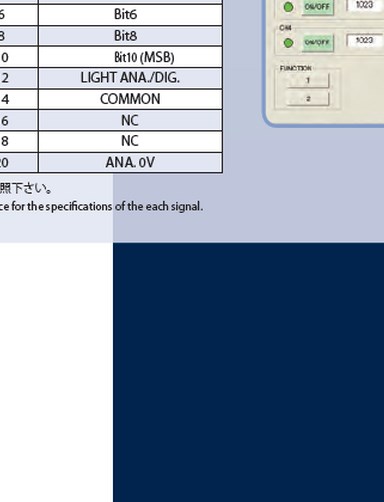 6 Bit6
8 Bit8
0 Bit10 (MSB)
2 LIGHT ANA./DIG.
4 COMMON
6 NC
8 NC
20 ANA. 0V
照下さい。
ce for the specifications of the each signal.
ON/OFF 1023
CH4
ON/OFF 1023
FUNCTION
1
2